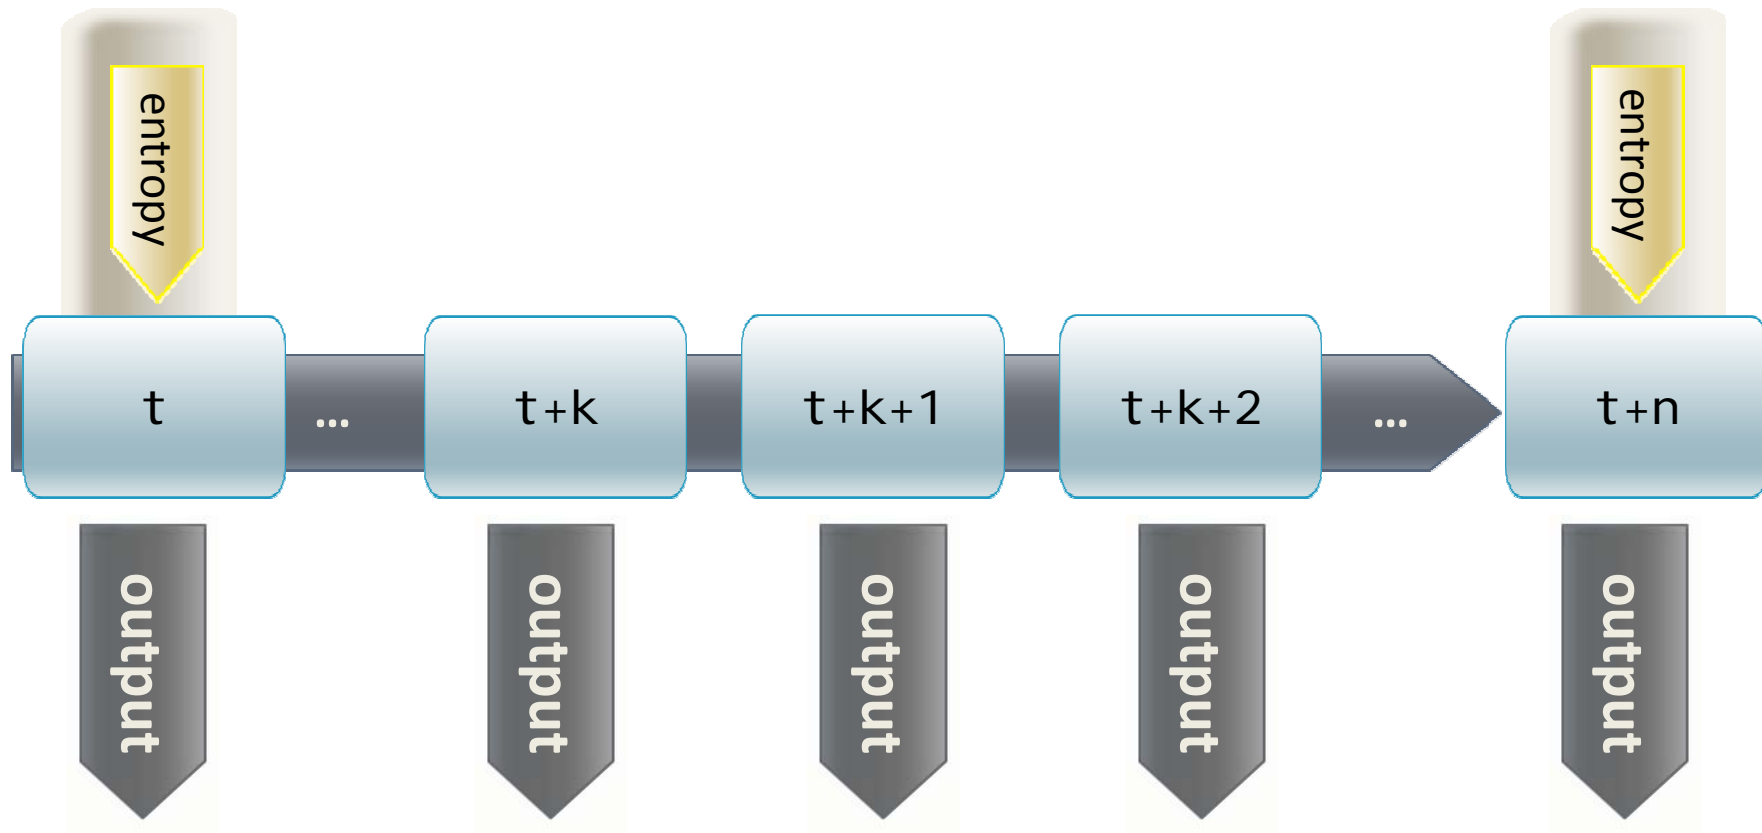 entropy
entropy
t
...
t+k
t+k+1
t+k+2
...
t+n
output
output
output
output
output